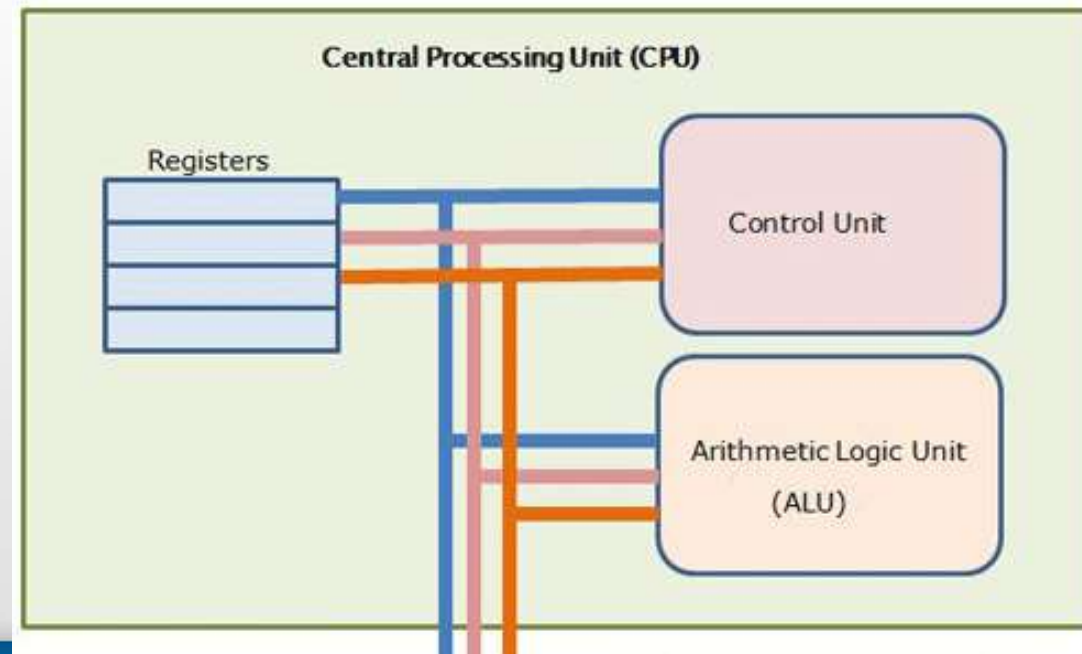 Central Processing Unit (CPU)
Registers
Control Unit
Arithmetic Logic Unit
(ALU)